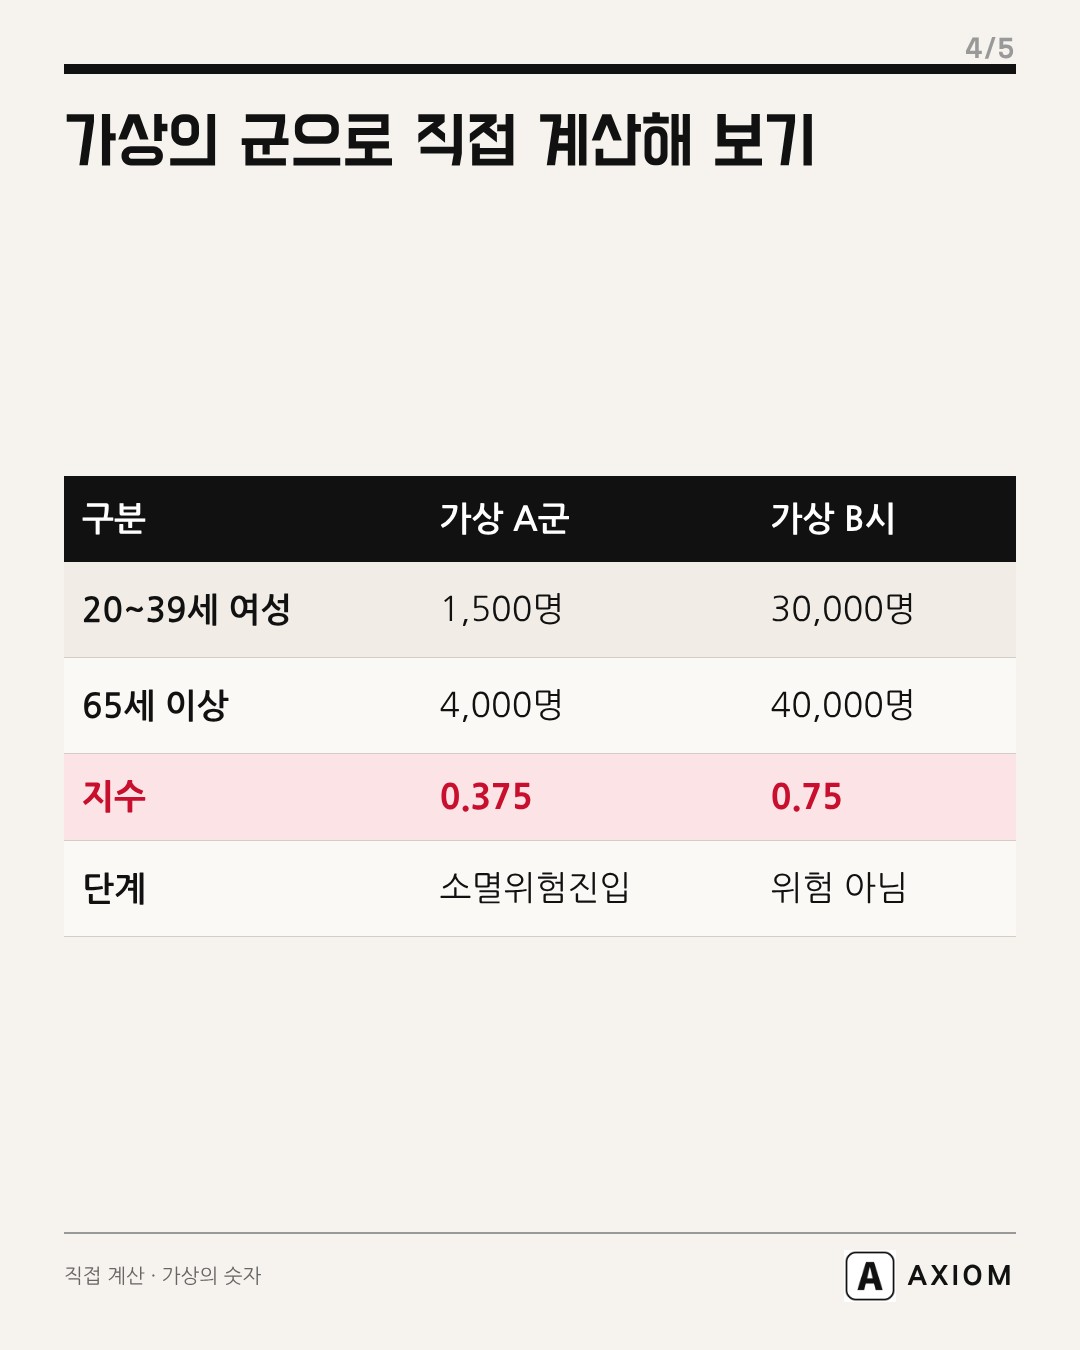 4/5
가상의 군으로 직접 계산해 보기
구분 가상 A군 가상 B시
20~39세 여성 1,500명 30,000명
65세 이상 4,000명 40,000명
지수 0.375 0.75
단계 소멸위험진입 위험 아님
직접 계산 · 가상의 숫자
A AXIOM